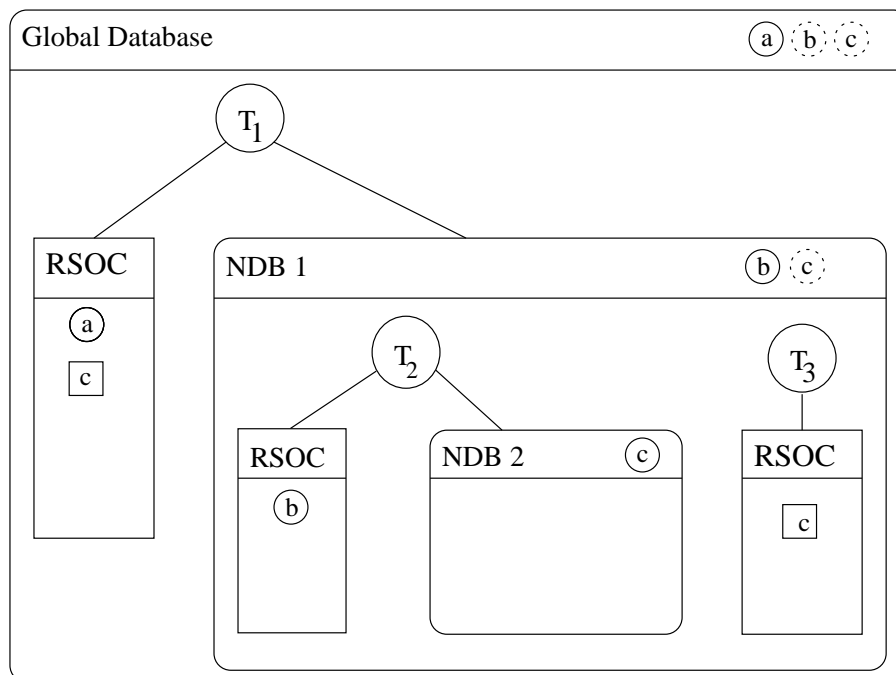 Global Database a b c
T1
RSOC
a
c
NDB 1 b c
T2
T3
RSOC
b
NDB 2 c
RSOC
c